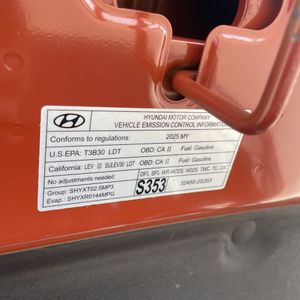 HYUNDAI MOTOR COMPANY
VEHICLE EMISSION CONTROL INFORMATION
Conforms to regulations: 2025 MY
U.S.EPA: T3B30 LDT OBD: CA II Fuel: Gasoline
California: LEV III SULEV30 LDT OBD: CA II Fuel: Gasoline
No adjustments needed. DFI, SFI, WR-HO2S, HO2S, TWC, TC, CAC
Group: SHYXT02.5MP3
Evap: SHYXR0144MPG S353 32450-2S353